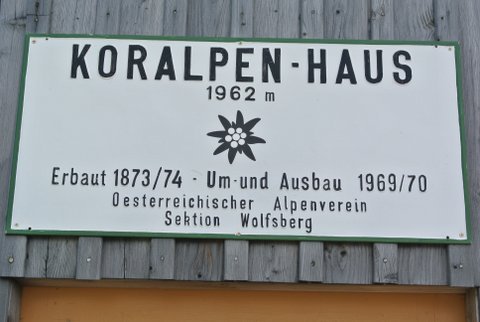 KORALPEN-HAUS
1962 m
Erbaut 1873/74 - Um-und Ausbau 1969/70
Oesterreichischer Alpenverein
Sektion Wolfsberg